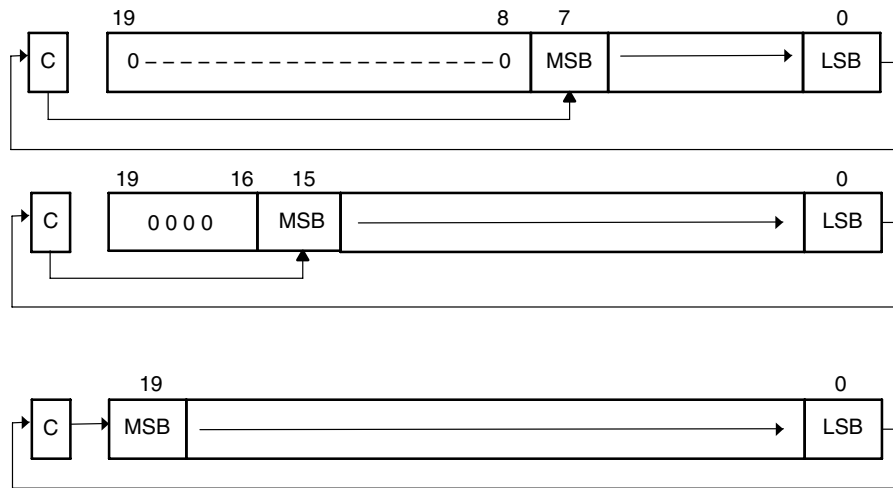 19 8 7 0
C 0 – – – – – – – – – – – – – – – – – – – – 0 MSB LSB
19 16 15 0
C 0 0 0 0 MSB LSB
19 0
C MSB LSB